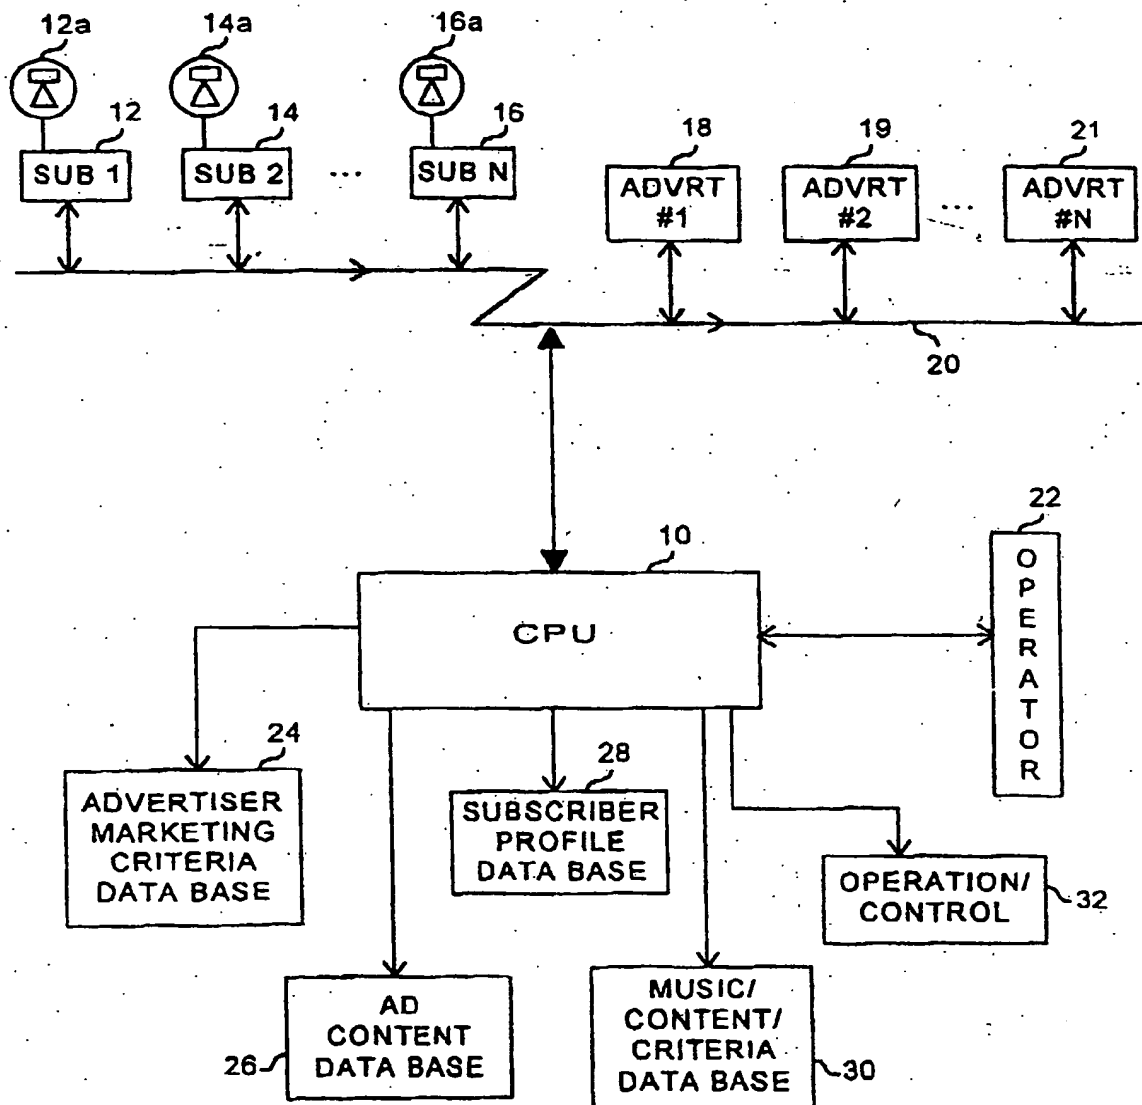 12a
14a
16a
12
14
16
18
19
21
SUB 1
SUB 2
...
SUB N
ADVRT
#1
ADVRT
#2
...
ADVRT
#N
20
10
22
CPU
OPERATOR
24
28
ADVERTISER
MARKETING
CRITERIA
DATA BASE
SUBSCRIBER
PROFILE
DATA BASE
OPERATION/
CONTROL
32
AD
CONTENT
DATA BASE
26
MUSIC/
CONTENT/
CRITERIA
DATA BASE
30